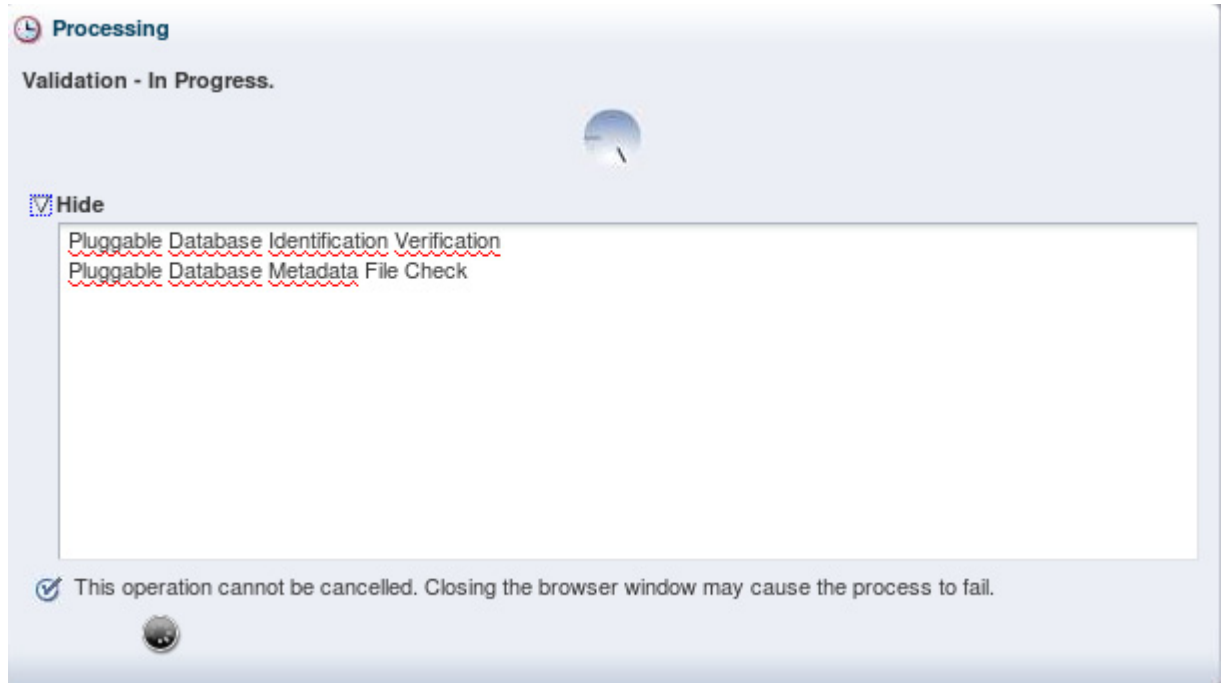 Processing
Validation - In Progress.
Hide
Pluggable Database Identification Verification
Pluggable Database Metadata File Check
This operation cannot be cancelled. Closing the browser window may cause the process to fail.